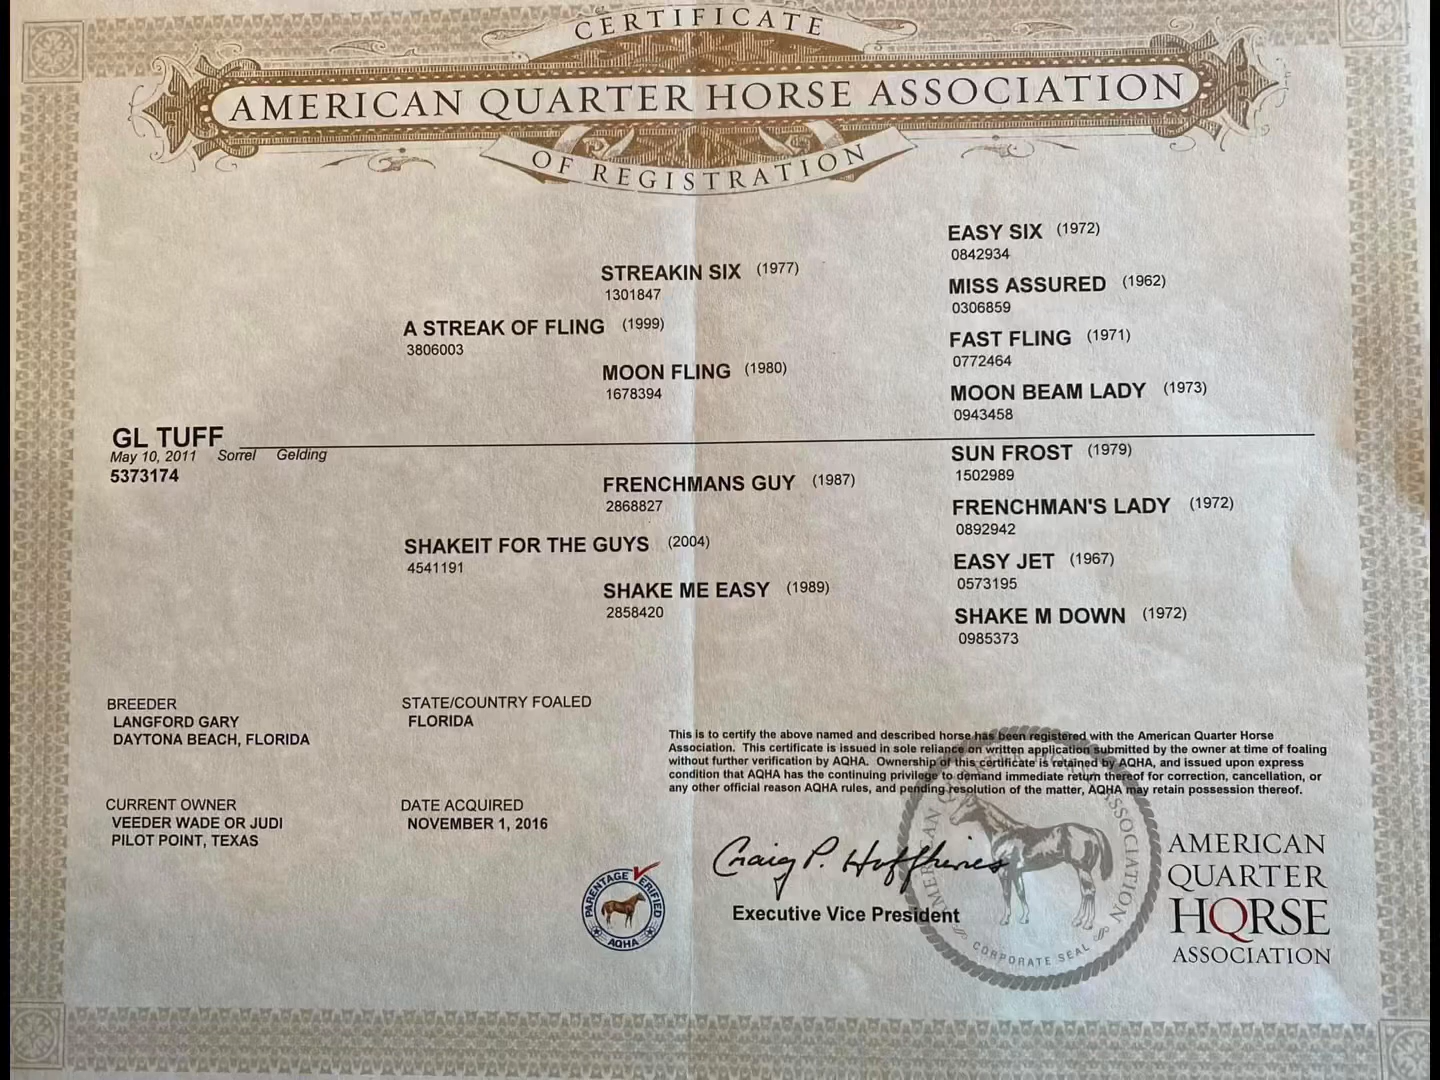 CERTIFICATE
AMERICAN QUARTER HORSE ASSOCIATION
OF REGISTRATION
EASY SIX (1972)
0842934
STREAKIN SIX (1977)
1301847
MISS ASSURED (1962)
0306859
A STREAK OF FLING (1999)
3806003
FAST FLING (1971)
0772464
MOON FLING (1980)
1678394
MOON BEAM LADY (1973)
0943458
GL TUFF
May 10, 2011 Sorrel Gelding
5373174
SUN FROST (1979)
1502989
FRENCHMANS GUY (1987)
2868827
FRENCHMAN'S LADY (1972)
0892942
SHAKEIT FOR THE GUYS (2004)
4541191
EASY JET (1967)
0573195
SHAKE ME EASY (1989)
2858420
SHAKE M DOWN (1972)
0985373
BREEDER
LANGFORD GARY
DAYTONA BEACH, FLORIDA
STATE/COUNTRY FOALED
FLORIDA
CURRENT OWNER
VEEDER WADE OR JUDI
PILOT POINT, TEXAS
DATE ACQUIRED
NOVEMBER 1, 2016
This is to certify the above named and described horse has been registered with the American Quarter Horse
Association. This certificate is issued in sole reliance on written application submitted by the owner at time of foaling
without further verification by AQHA. Ownership of this certificate is retained by AQHA, and issued upon express
condition that AQHA has the continuing privilege to demand immediate return thereof for correction, cancellation, or
any other official reason AQHA rules, and pending resolution of the matter, AQHA may retain possession thereof.
PARENTAGE VERIFIED
AQHA
Craig P. Huffhines
Executive Vice President
AMERICAN QUARTER HORSE ASSOCIATION
CORPORATE SEAL
AMERICAN
QUARTER
HORSE
ASSOCIATION